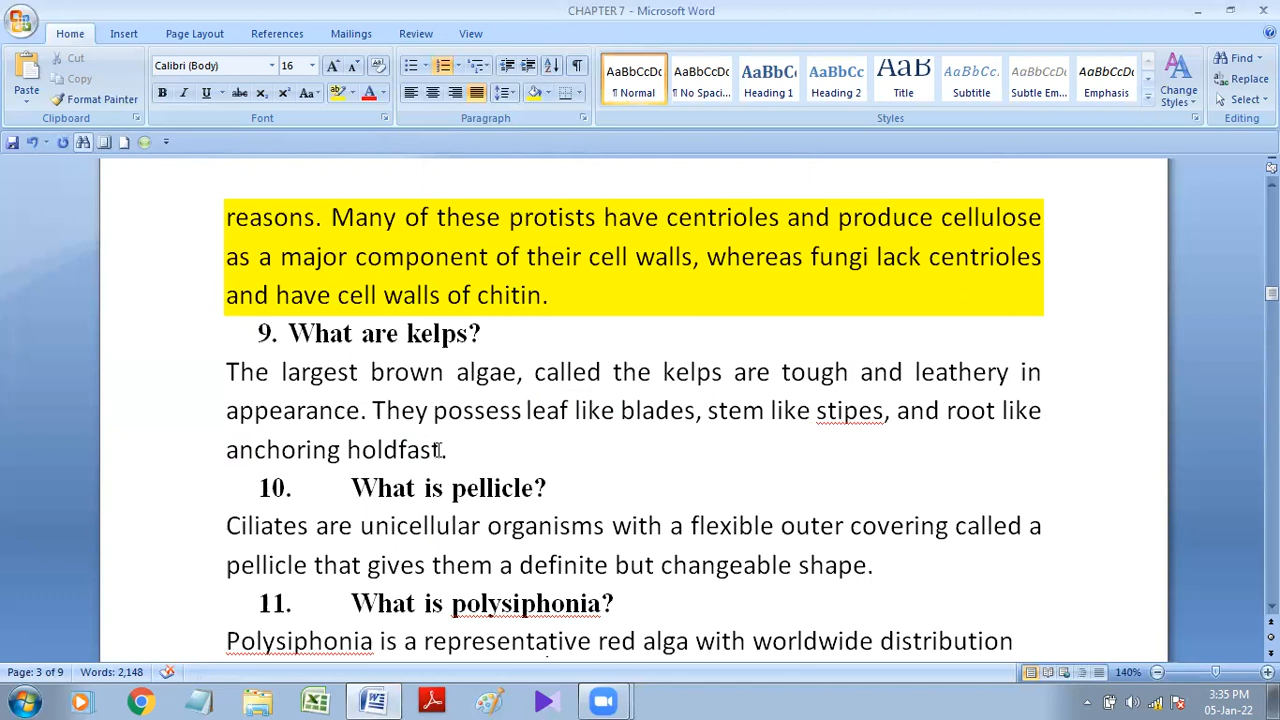 CHAPTER 7 - Microsoft Word
Home Insert Page Layout References Mailings Review View
Paste
Cut
Copy
Format Painter
Clipboard
Calibri (Body) 16
B I U abc X₂ X² Aa
Font
Paragraph
AaBbCcDc AaBbCcDc AaBbCc AaBbCc AaB AaBbCc. AaBbCcDc AaBbCcDc
¶ Normal ¶ No Spaci... Heading 1 Heading 2 Title Subtitle Subtle Em... Emphasis
Change
Styles
Styles
Find
Replace
Select
Editing
reasons. Many of these protists have centrioles and produce cellulose
as a major component of their cell walls, whereas fungi lack centrioles
and have cell walls of chitin.
9. What are kelps?
The largest brown algae, called the kelps are tough and leathery in
appearance. They possess leaf like blades, stem like stipes, and root like
anchoring holdfast.
10. What is pellicle?
Ciliates are unicellular organisms with a flexible outer covering called a
pellicle that gives them a definite but changeable shape.
11. What is polysiphonia?
Polysiphonia is a representative red alga with worldwide distribution
Page: 3 of 9 Words: 2,148 140%
3:35 PM
05-Jan-22